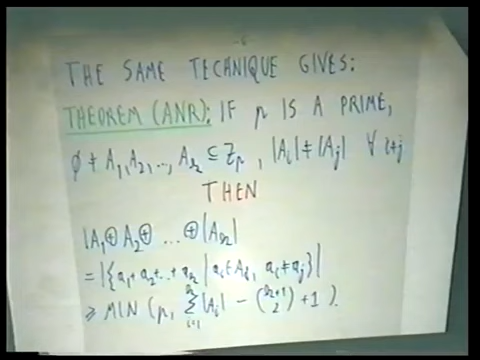 THE SAME TECHNIQUE GIVES:
THEOREM (ANR): IF p IS A PRIME,
∅ ≠ A₁, A₂, ..., Aₖ ⊆ Zₚ, |Aᵢ| ≠ |Aⱼ| ∀ i≠j
THEN
|A₁ ⊕ A₂ ⊕ ... ⊕ Aₖ|
= |{a₁ + a₂ + .. + aₖ | aᵢ ∈ Aᵢ, aᵢ ≠ aⱼ}|
≥ MIN (p, ∑ᵢ₌₁ᵏ |Aᵢ| − (k+1 2) + 1).